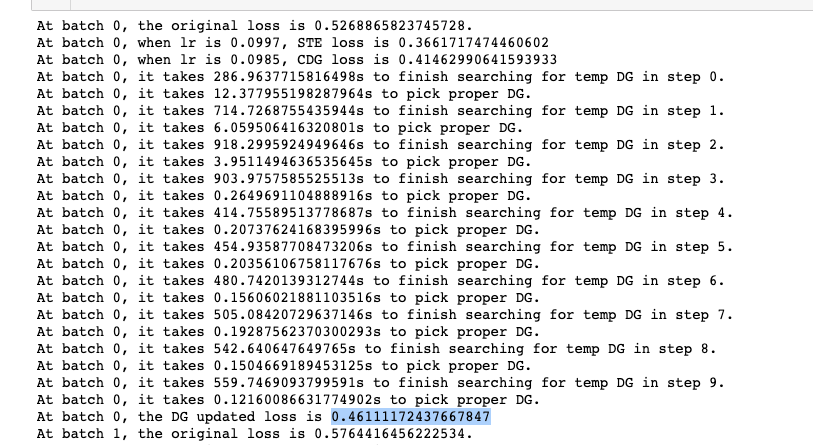 At batch 0, the original loss is 0.5268865823745728.
At batch 0, when lr is 0.0997, STE loss is 0.3661717474460602
At batch 0, when lr is 0.0985, CDG loss is 0.41462990641593933
At batch 0, it takes 286.9637715816498s to finish searching for temp DG in step 0.
At batch 0, it takes 12.377955198287964s to pick proper DG.
At batch 0, it takes 714.7268755435944s to finish searching for temp DG in step 1.
At batch 0, it takes 6.059506416320801s to pick proper DG.
At batch 0, it takes 918.2995924949646s to finish searching for temp DG in step 2.
At batch 0, it takes 3.9511494636535645s to pick proper DG.
At batch 0, it takes 903.9757585525513s to finish searching for temp DG in step 3.
At batch 0, it takes 0.2649691104888916s to pick proper DG.
At batch 0, it takes 414.75589513778687s to finish searching for temp DG in step 4.
At batch 0, it takes 0.20737624168395996s to pick proper DG.
At batch 0, it takes 454.93587708473206s to finish searching for temp DG in step 5.
At batch 0, it takes 0.20356106758117676s to pick proper DG.
At batch 0, it takes 480.7420139312744s to finish searching for temp DG in step 6.
At batch 0, it takes 0.15606021881103516s to pick proper DG.
At batch 0, it takes 505.08420729637146s to finish searching for temp DG in step 7.
At batch 0, it takes 0.19287562370300293s to pick proper DG.
At batch 0, it takes 542.640647649765s to finish searching for temp DG in step 8.
At batch 0, it takes 0.1504669189453125s to pick proper DG.
At batch 0, it takes 559.7469093799591s to finish searching for temp DG in step 9.
At batch 0, it takes 0.12160086631774902s to pick proper DG.
At batch 0, the DG updated loss is 0.46111172437667847
At batch 1, the original loss is 0.5764416456222534.